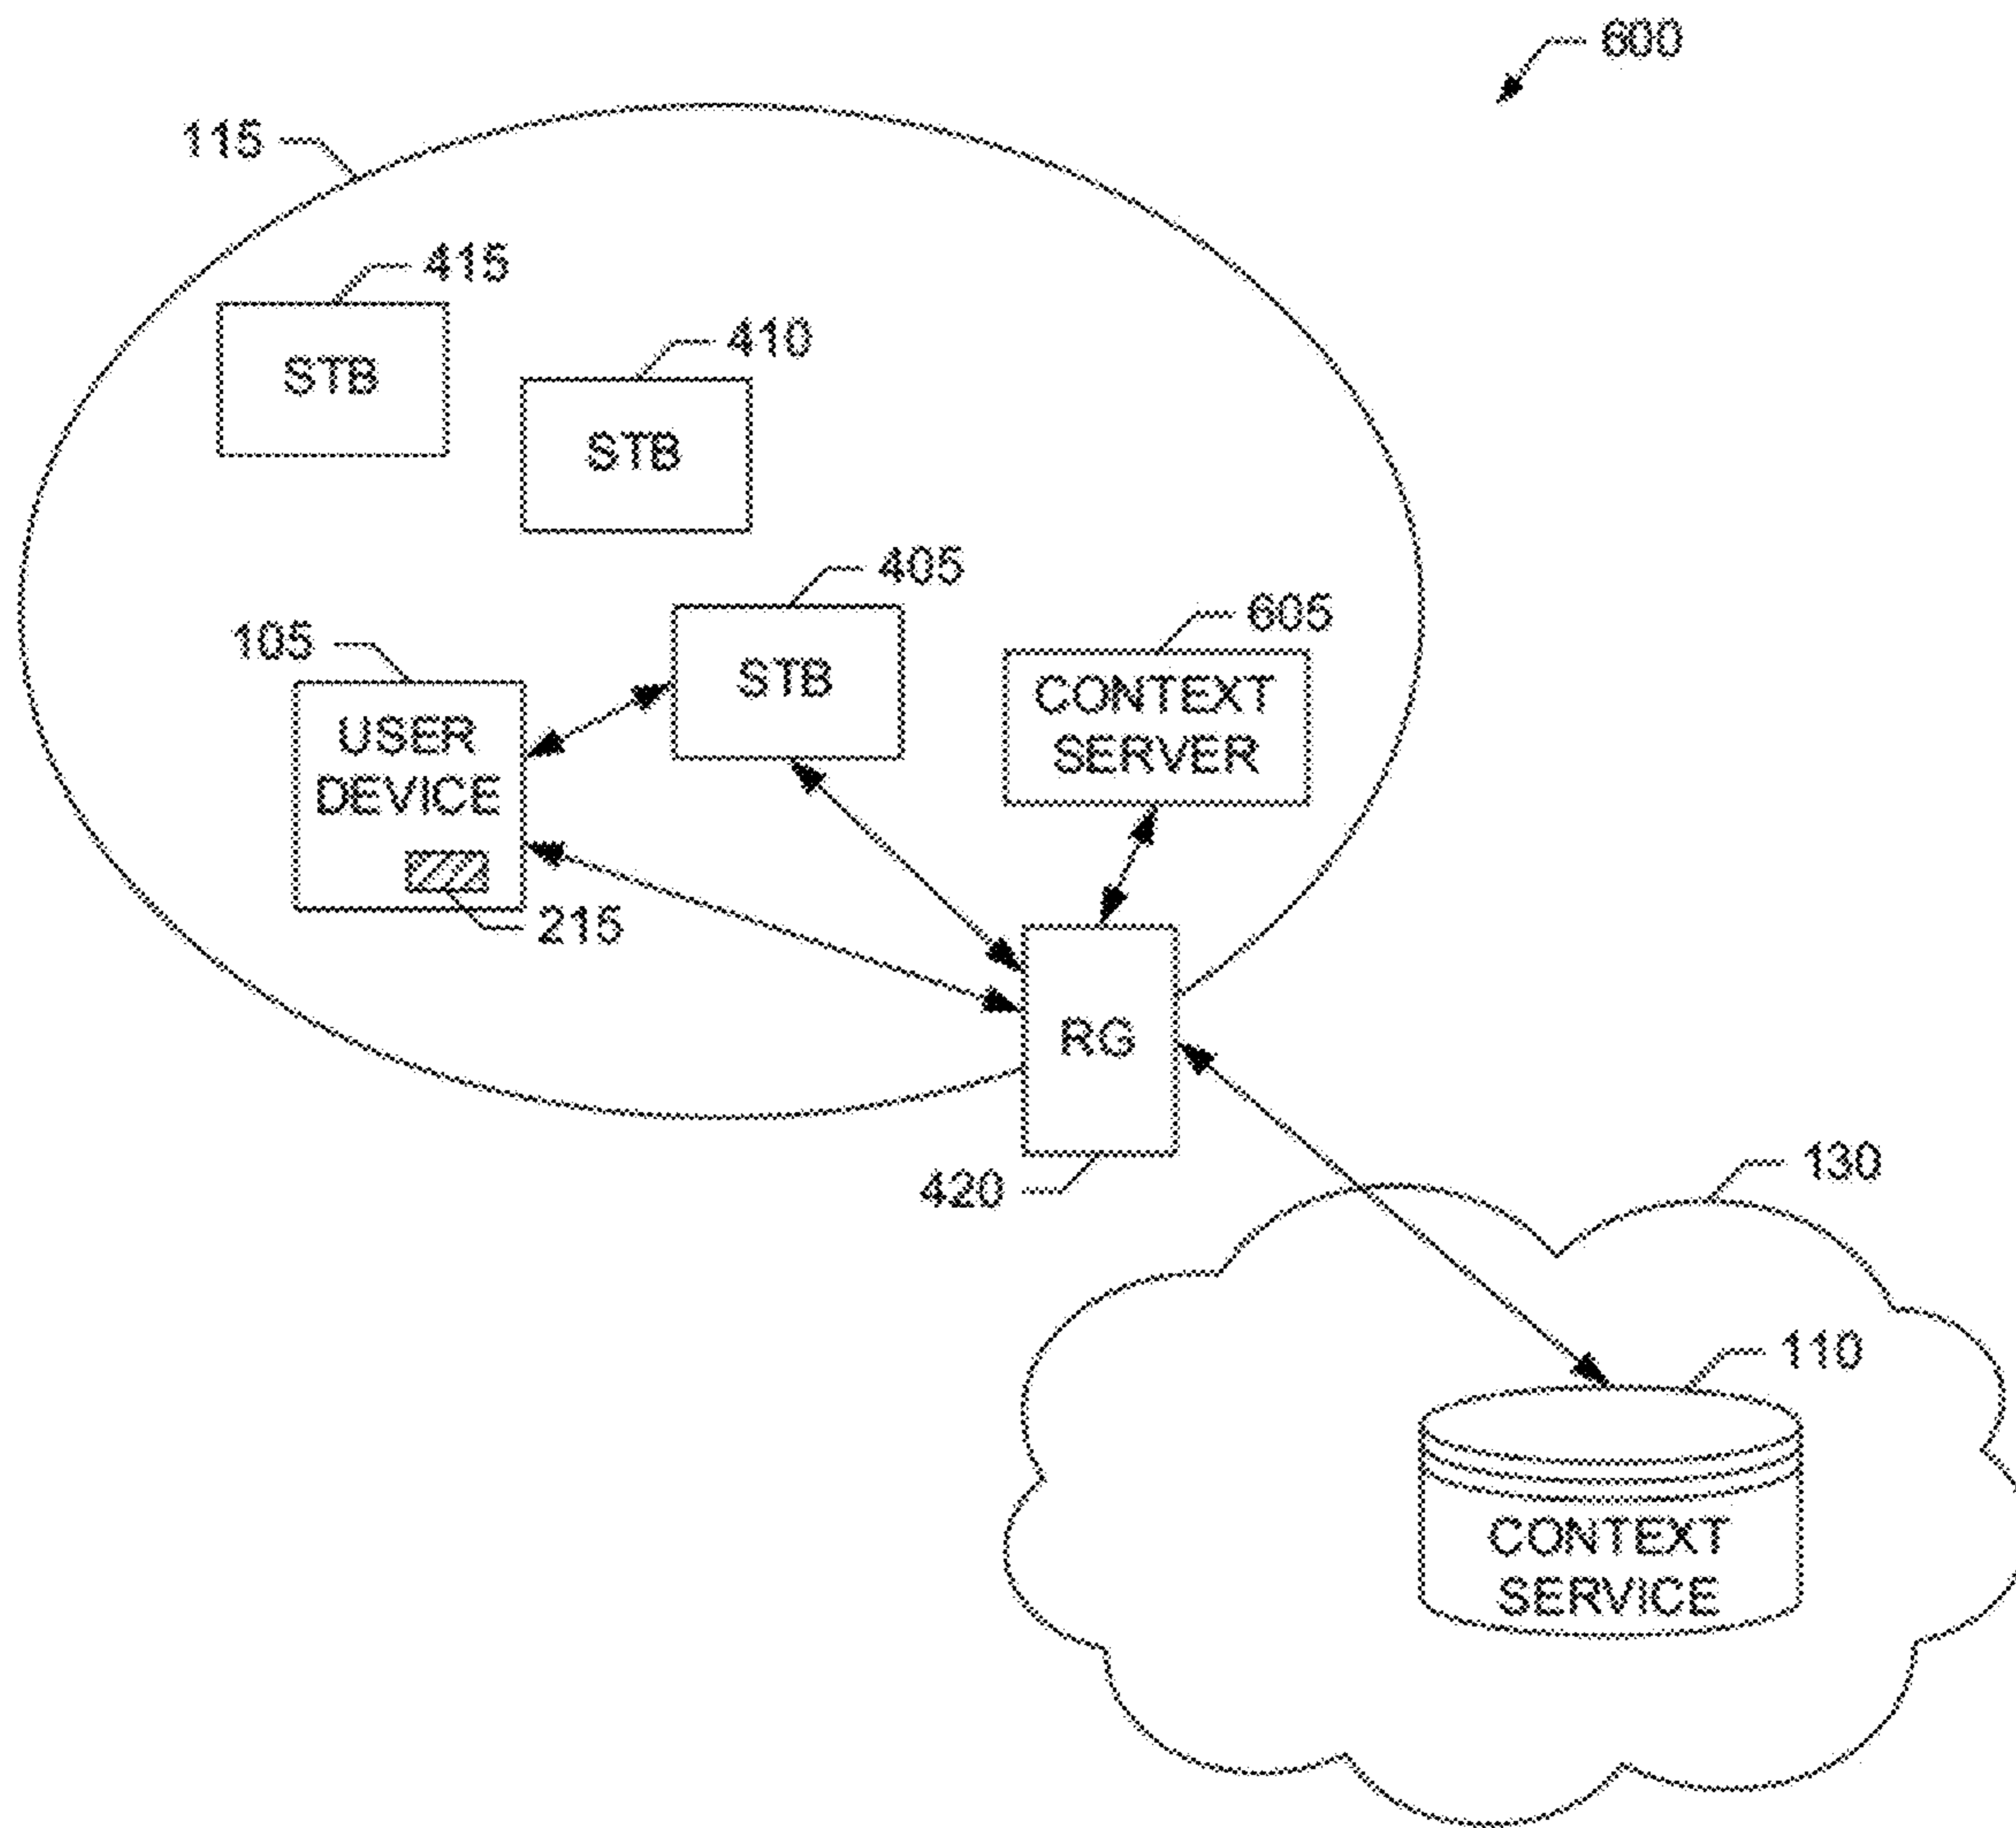 600
115
415
STB
410
STB
405
STB
605
CONTEXT
SERVER
105
USER
DEVICE
215
RG
420
130
110
CONTEXT
SERVICE